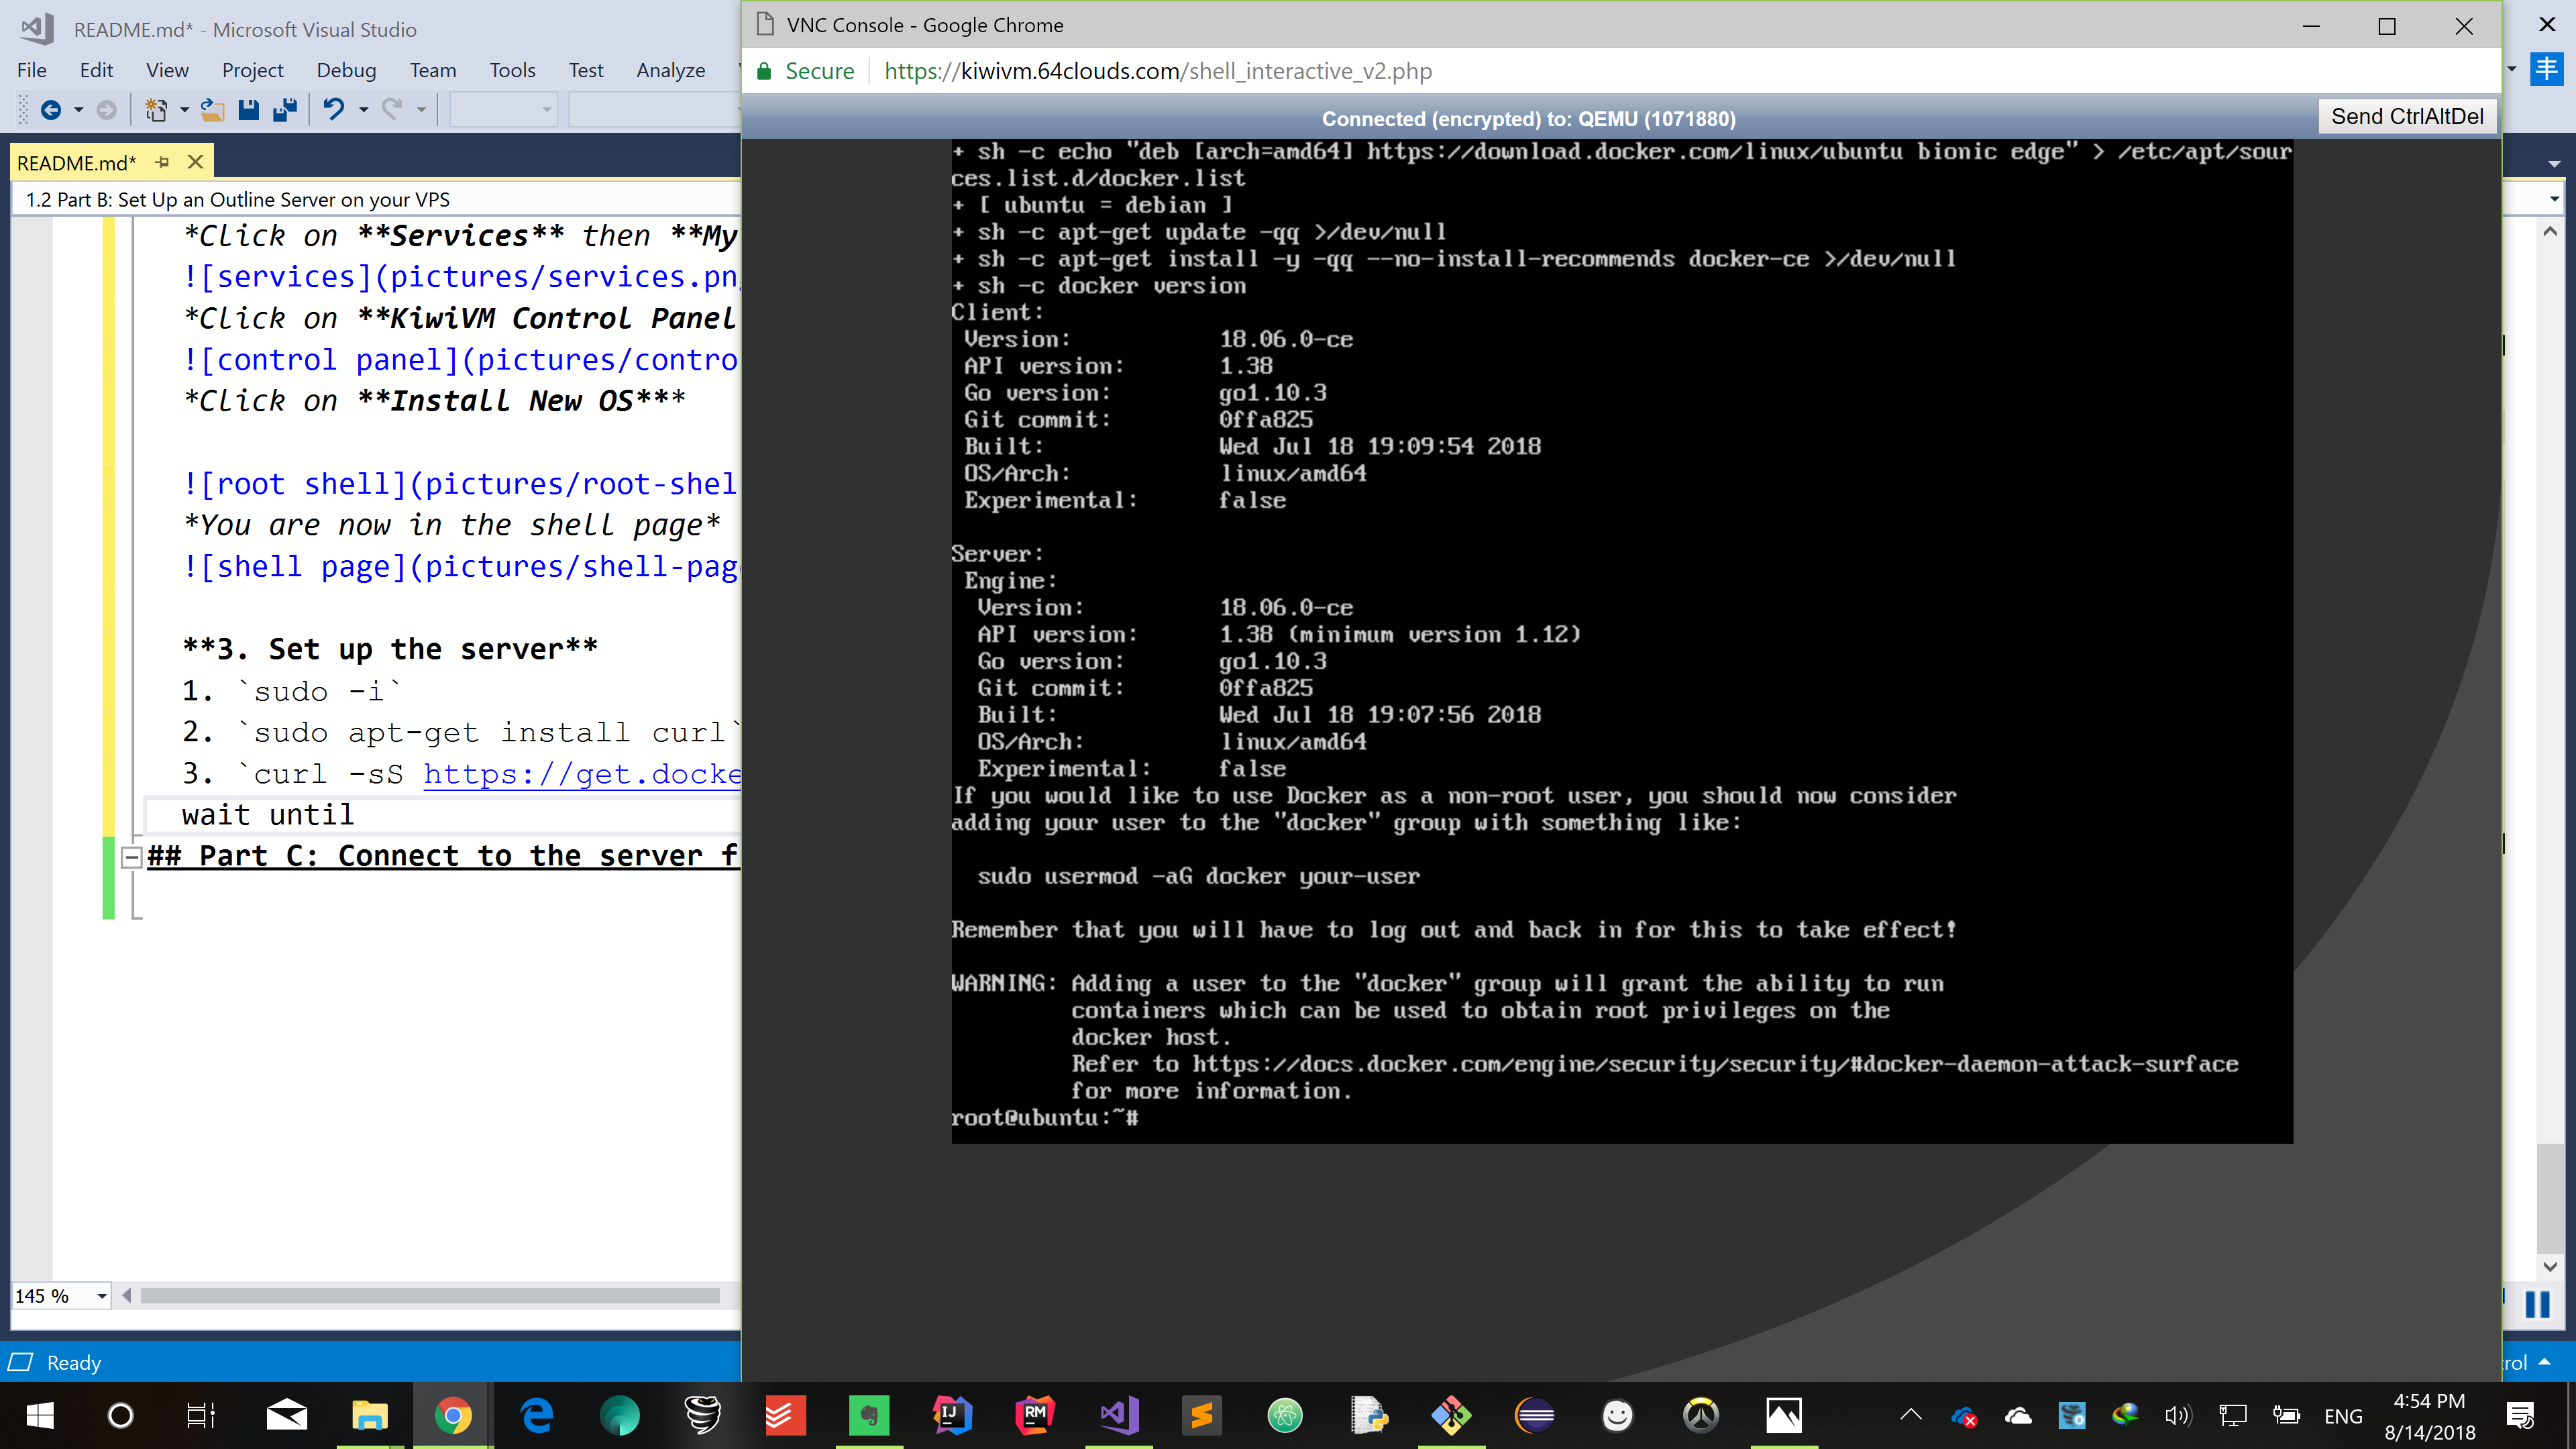 README.md* - Microsoft Visual Studio
File Edit View Project Debug Team Tools Test Analyze
README.md*
1.2 Part B: Set Up an Outline Server on your VPS
*Click on **Services** then **My
![services](pictures/services.pn
*Click on **KiwiVM Control Panel
![control panel](pictures/contro
*Click on **Install New OS***
![root shell](pictures/root-shel
*You are now in the shell page*
![shell page](pictures/shell-pag
**3. Set up the server**
1. `sudo -i`
2. `sudo apt-get install curl`
3. `curl -sS https://get.docke
wait until
## Part C: Connect to the server f
145 %
Ready
VNC Console - Google Chrome
Secure https://kiwivm.64clouds.com/shell_interactive_v2.php
Connected (encrypted) to: QEMU (1071880)
Send CtrlAltDel
+ sh -c echo "deb [arch=amd64] https://download.docker.com/linux/ubuntu bionic edge" > /etc/apt/sour
ces.list.d/docker.list
+ [ ubuntu = debian ]
+ sh -c apt-get update -qq >/dev/null
+ sh -c apt-get install -y -qq --no-install-recommends docker-ce >/dev/null
+ sh -c docker version
Client:
Version: 18.06.0-ce
API version: 1.38
Go version: go1.10.3
Git commit: 0ffa825
Built: Wed Jul 18 19:09:54 2018
OS/Arch: linux/amd64
Experimental: false
Server:
Engine:
Version: 18.06.0-ce
API version: 1.38 (minimum version 1.12)
Go version: go1.10.3
Git commit: 0ffa825
Built: Wed Jul 18 19:07:56 2018
OS/Arch: linux/amd64
Experimental: false
If you would like to use Docker as a non-root user, you should now consider
adding your user to the "docker" group with something like:
sudo usermod -aG docker your-user
Remember that you will have to log out and back in for this to take effect!
WARNING: Adding a user to the "docker" group will grant the ability to run
containers which can be used to obtain root privileges on the
docker host.
Refer to https://docs.docker.com/engine/security/security/#docker-daemon-attack-surface
for more information.
root@ubuntu:~#
丰
rol
IJ
RM
ENG
4:54 PM
8/14/2018